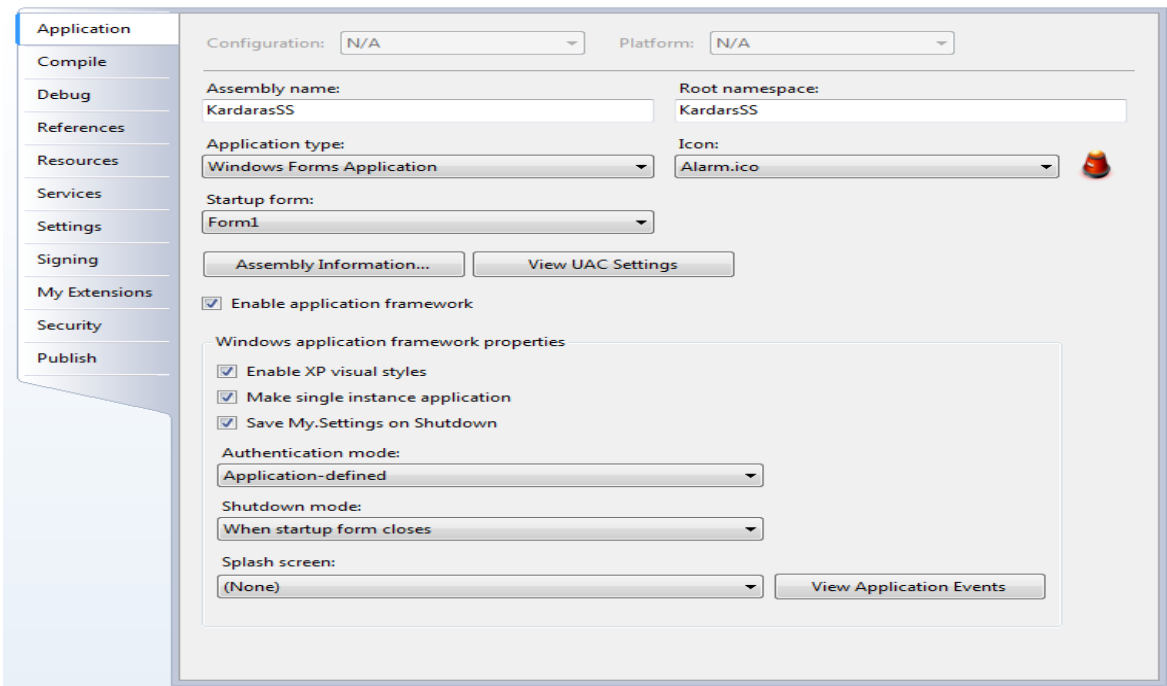 Application
Compile
Debug
References
Resources
Services
Settings
Signing
My Extensions
Security
Publish
Configuration: N/A Platform: N/A
Assembly name: Root namespace:
KardarasSS KardarsSS
Application type: Icon:
Windows Forms Application Alarm.ico
Startup form:
Form1
Assembly Information... View UAC Settings
Enable application framework
Windows application framework properties
Enable XP visual styles
Make single instance application
Save My.Settings on Shutdown
Authentication mode:
Application-defined
Shutdown mode:
When startup form closes
Splash screen:
(None) View Application Events